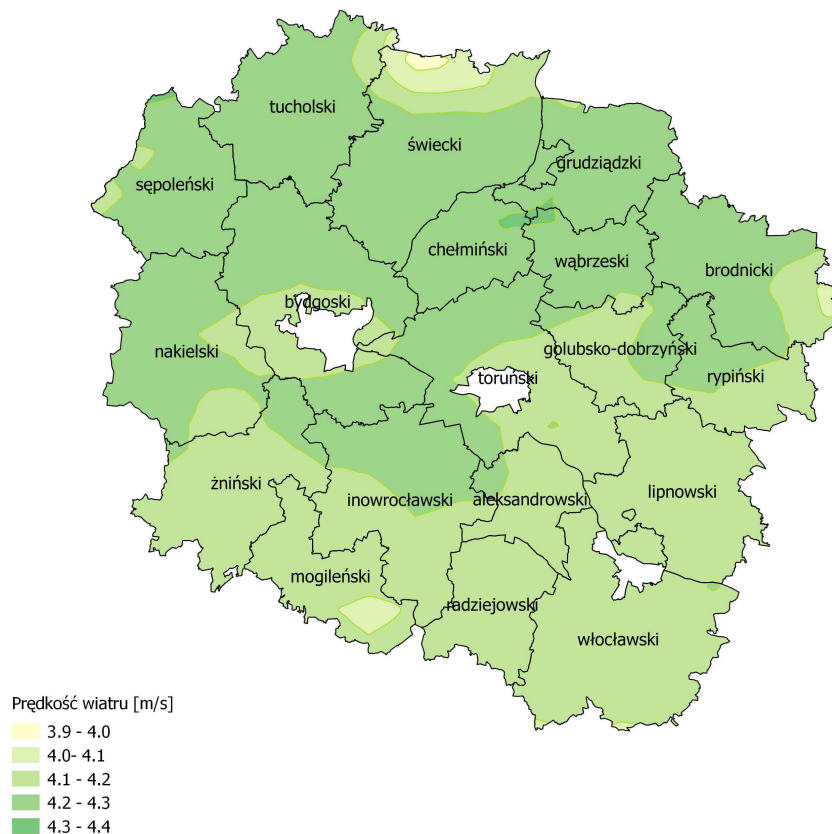 tucholski
świecki
grudziądzki
sępoleński
chełmiński
wąbrzeski
brodnicki
bydgoski
nakielski
golubsko-dobrzyński
toruński
rypiński
żniński
inowrocławski
aleksandrowski
lipnowski
mogileński
radziejowski
włocławski
Prędkość wiatru [m/s]
3.9 - 4.0
4.0- 4.1
4.1 - 4.2
4.2 - 4.3
4.3 - 4.4